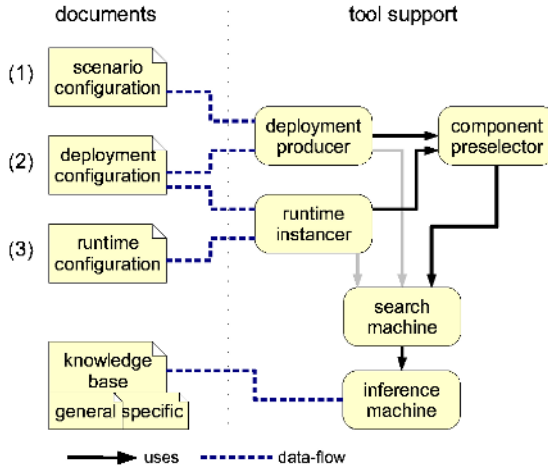 documents
tool support
(1)
scenario
configuration
deployment
producer
component
preselector
(2)
deployment
configuration
runtime
instancer
(3)
runtime
configuration
search
machine
knowledge
base
general
specific
inference
machine
uses
data-flow